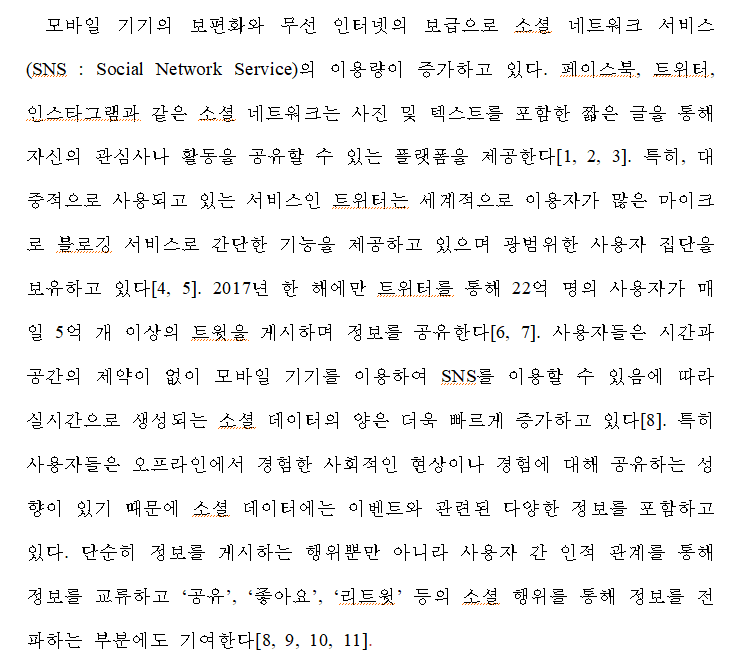 모바일 기기의 보편화와 무선 인터넷의 보급으로 소셜 네트워크 서비스
(SNS : Social Network Service)의 이용량이 증가하고 있다. 페이스북, 트위터,
인스타그램과 같은 소셜 네트워크는 사진 및 텍스트를 포함한 짧은 글을 통해
자신의 관심사나 활동을 공유할 수 있는 플랫폼을 제공한다[1, 2, 3]. 특히, 대
중적으로 사용되고 있는 서비스인 트위터는 세계적으로 이용자가 많은 마이크
로 블로깅 서비스로 간단한 기능을 제공하고 있으며 광범위한 사용자 집단을
보유하고 있다[4, 5]. 2017년 한 해에만 트위터를 통해 22억 명의 사용자가 매
일 5억 개 이상의 트윗을 게시하며 정보를 공유한다[6, 7]. 사용자들은 시간과
공간의 제약이 없이 모바일 기기를 이용하여 SNS를 이용할 수 있음에 따라
실시간으로 생성되는 소셜 데이터의 양은 더욱 빠르게 증가하고 있다[8]. 특히
사용자들은 오프라인에서 경험한 사회적인 현상이나 경험에 대해 공유하는 성
향이 있기 때문에 소셜 데이터에는 이벤트와 관련된 다양한 정보를 포함하고
있다. 단순히 정보를 게시하는 행위뿐만 아니라 사용자 간 인적 관계를 통해
정보를 교류하고 ‘공유’, ‘좋아요’, ‘리트윗’ 등의 소셜 행위를 통해 정보를 전
파하는 부분에도 기여한다[8, 9, 10, 11].